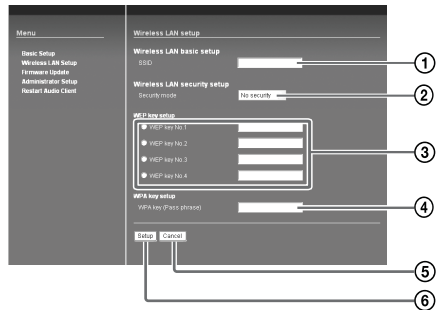 Menu
Basic Setup
Wireless LAN Setup
Firmware Update
Administrator Setup
Restart Audio Client
Wireless LAN setup
Wireless LAN basic setup
SSID
1
Wireless LAN security setup
Security mode
No security
2
WEP key setup
WEP key No.1
WEP key No.2
WEP key No.3
WEP key No.4
3
WPA key setup
WPA key(Pass phrase)
4
Setup
Cancel
5
6